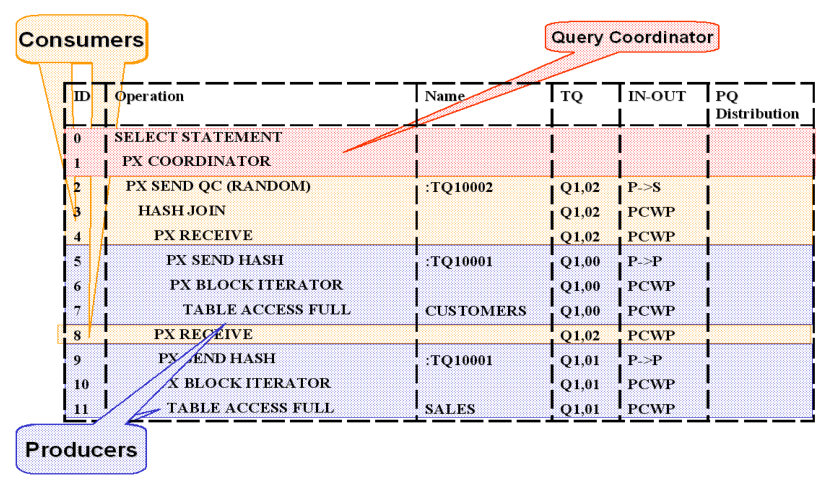 Consumers
Query Coordinator
ID Operation Name TQ IN-OUT PQ Distribution
0 SELECT STATEMENT
1 PX COORDINATOR
2 PX SEND QC (RANDOM) :TQ10002 Q1,02 P->S
3 HASH JOIN Q1,02 PCWP
4 PX RECEIVE Q1,02 PCWP
5 PX SEND HASH :TQ10001 Q1,00 P->P
6 PX BLOCK ITERATOR Q1,00 PCWP
7 TABLE ACCESS FULL CUSTOMERS Q1,00 PCWP
8 PX RECEIVE Q1,02 PCWP
9 PX SEND HASH :TQ10001 Q1,01 P->P
10 X BLOCK ITERATOR Q1,01 PCWP
11 TABLE ACCESS FULL SALES Q1,01 PCWP
Producers